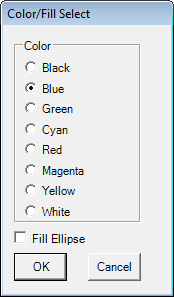 Color/Fill Select
Color
Black
Blue
Green
Cyan
Red
Magenta
Yellow
White
Fill Ellipse
OK
Cancel